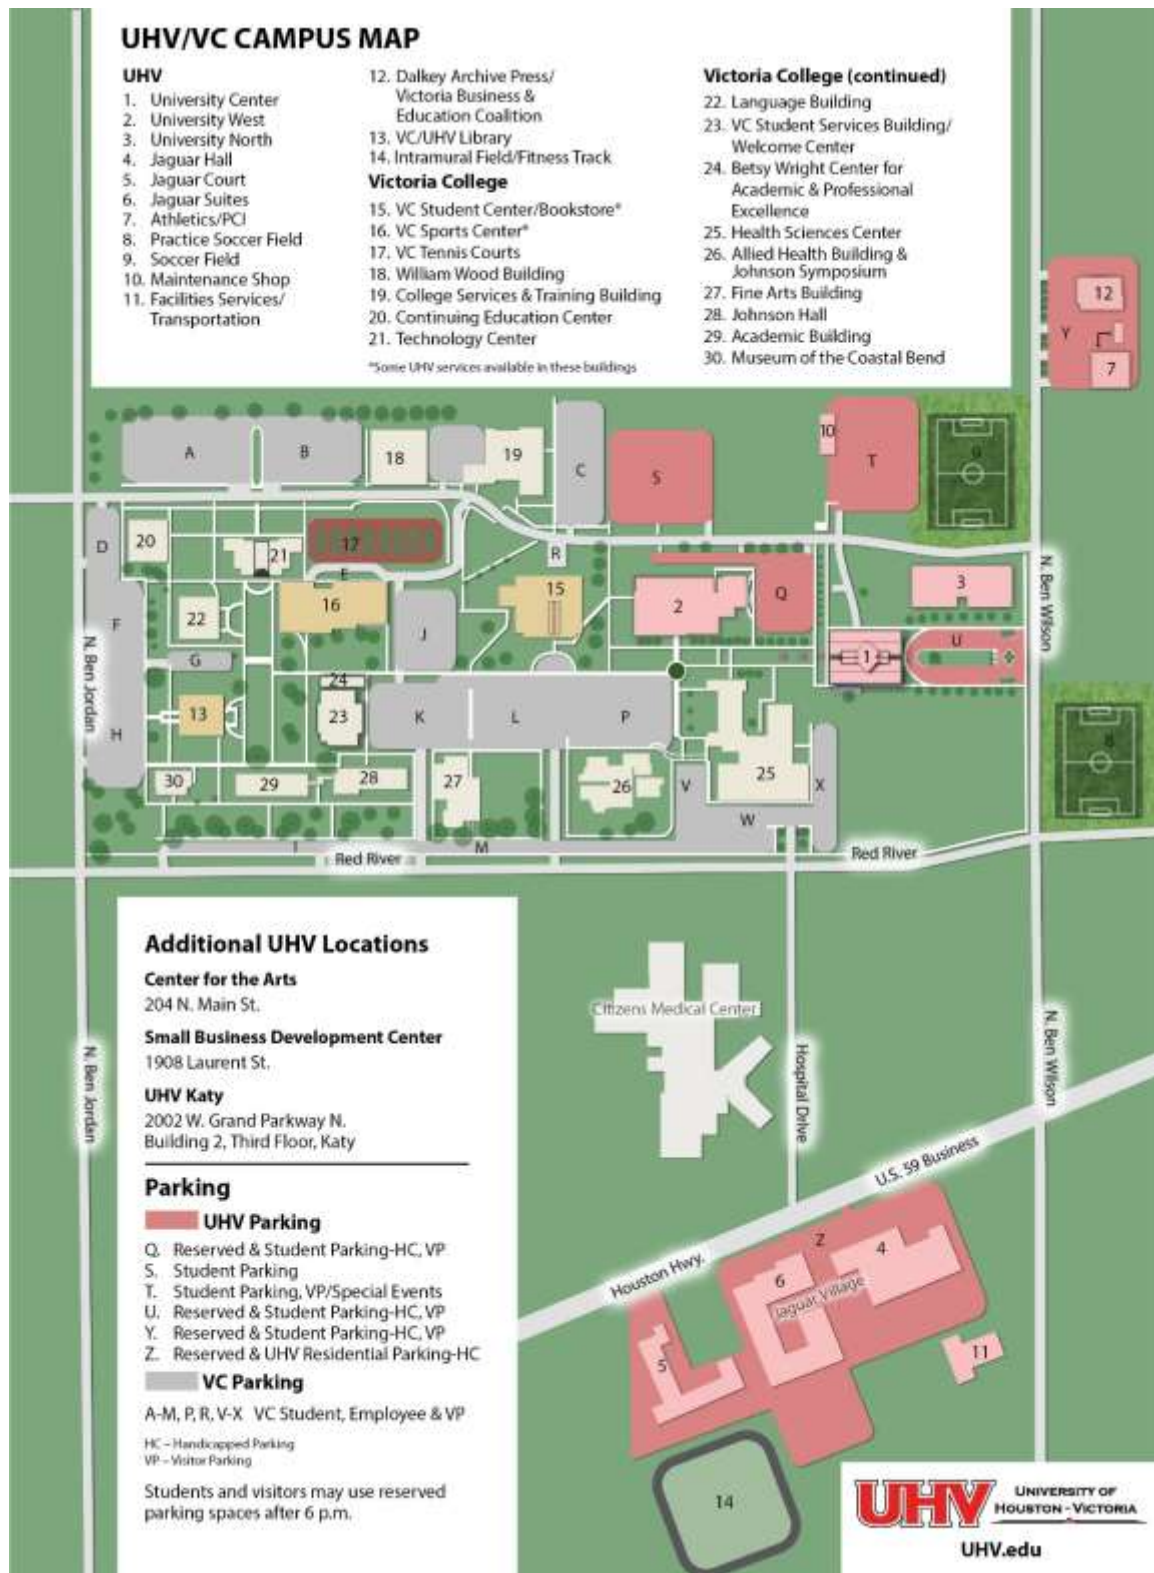 UHV/VC CAMPUS MAP
UHV
1. University Center
2. University West
3. University North
4. Jaguar Hall
5. Jaguar Court
6. Jaguar Suites
7. Athletics/PCI
8. Practice Soccer Field
9. Soccer Field
10. Maintenance Shop
11. Facilities Services/
Transportation
12. Dalkey Archive Press/
Victoria Business &
Education Coalition
13. VC/UHV Library
14. Intramural Field/Fitness Track
Victoria College
15. VC Student Center/Bookstore*
16. VC Sports Center*
17. VC Tennis Courts
18. William Wood Building
19. College Services & Training Building
20. Continuing Education Center
21. Technology Center
*Some UHV services available in these buildings
Victoria College (continued)
22. Language Building
23. VC Student Services Building/
Welcome Center
24. Betsy Wright Center for
Academic & Professional
Excellence
25. Health Sciences Center
26. Allied Health Building &
Johnson Symposium
27. Fine Arts Building
28. Johnson Hall
29. Academic Building
30. Museum of the Coastal Bend
12
Y
7
A
B
18
19
C
S
10
T
9
D
20
21
17
E
R
15
16
2
Q
3
N. Ben Wilson
F
22
J
G
U
1
N. Ben Jordan
13
24
23
K
L
P
H
8
30
29
28
27
26
V
25
X
W
I
M
Red River
Red River
Additional UHV Locations
Center for the Arts
204 N. Main St.
Small Business Development Center
1908 Laurent St.
UHV Katy
2002 W. Grand Parkway N.
Building 2, Third Floor, Katy
Parking
UHV Parking
Q. Reserved & Student Parking-HC, VP
S. Student Parking
T. Student Parking, VP/Special Events
U. Reserved & Student Parking-HC, VP
Y. Reserved & Student Parking-HC, VP
Z. Reserved & UHV Residential Parking-HC
VC Parking
A-M, P, R, V-X VC Student, Employee & VP
HC – Handicapped Parking
VP – Visitor Parking
Students and visitors may use reserved
parking spaces after 6 p.m.
N. Ben Jordan
Citizens Medical Center
Hospital Drive
N. Ben Wilson
U.S. 59 Business
Houston Hwy.
Z
4
6
Jaguar Village
5
11
14
UHV UNIVERSITY OF
HOUSTON - VICTORIA
UHV.edu